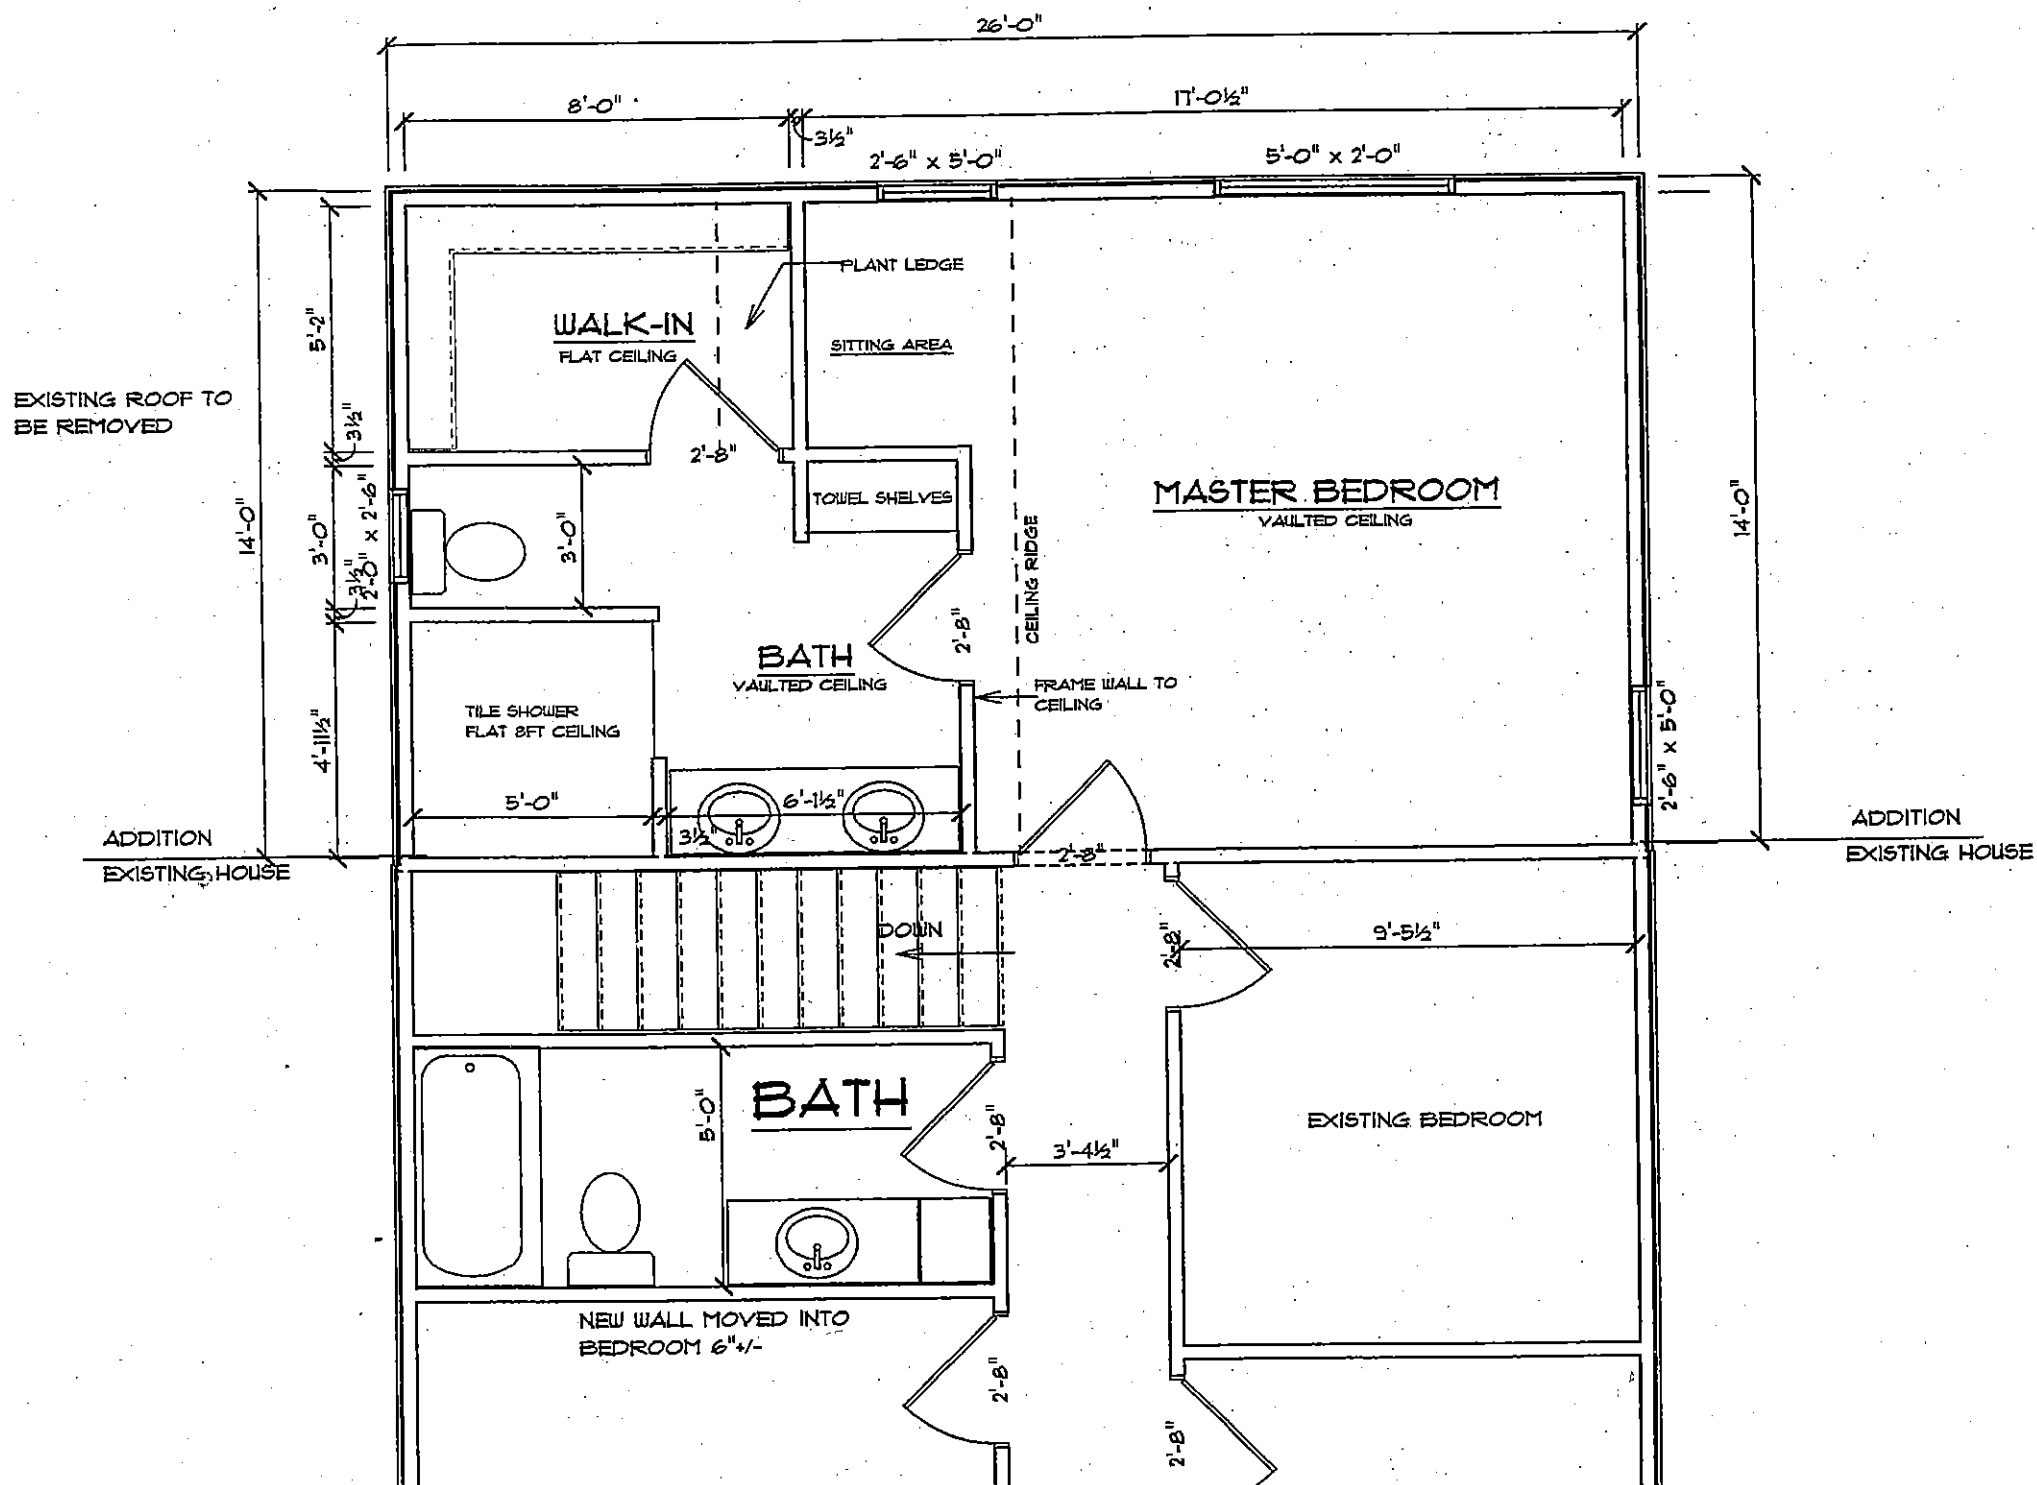 26'-0"
8'-0"
3½"
17'-0½"
2'-6" x 5'-0"
5'-0" x 2'-0"
PLANT LEDGE
WALK-IN
FLAT CEILING
SITTING AREA
5'-2"
EXISTING ROOF TO
BE REMOVED
3½"
2'-8"
14'-0"
3'-0"
2'-0" x 2'-6"
3½"
3'-0"
TOWEL SHELVES
MASTER BEDROOM
VAULTED CEILING
14'-0"
CEILING RIDGE
2'-8"
BATH
VAULTED CEILING
FRAME WALL TO
CEILING
TILE SHOWER
FLAT 8FT CEILING
4'-11½"
2'-6" x 5'-0"
5'-0"
3½"
6'-1½"
ADDITION
EXISTING HOUSE
2'-8"
ADDITION
EXISTING HOUSE
DOWN
2'-8"
9'-5½"
BATH
5'-0"
2'-8"
3'-4½"
EXISTING BEDROOM
NEW WALL MOVED INTO
BEDROOM 6"+/-
2'-8"
2'-8"